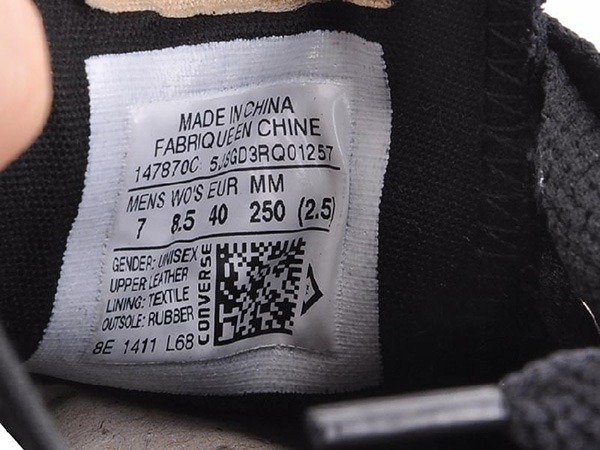 MADE IN CHINA
FABRIQUE EN CHINE
147870C 5J8GD3RQ01257
MENS WO'S EUR MM
7 8.5 40 250 (2.5)
GENDER: UNISEX
UPPER LEATHER
LINING: TEXTILE
OUTSOLE: RUBBER
CONVERSE
8E 1411 L68